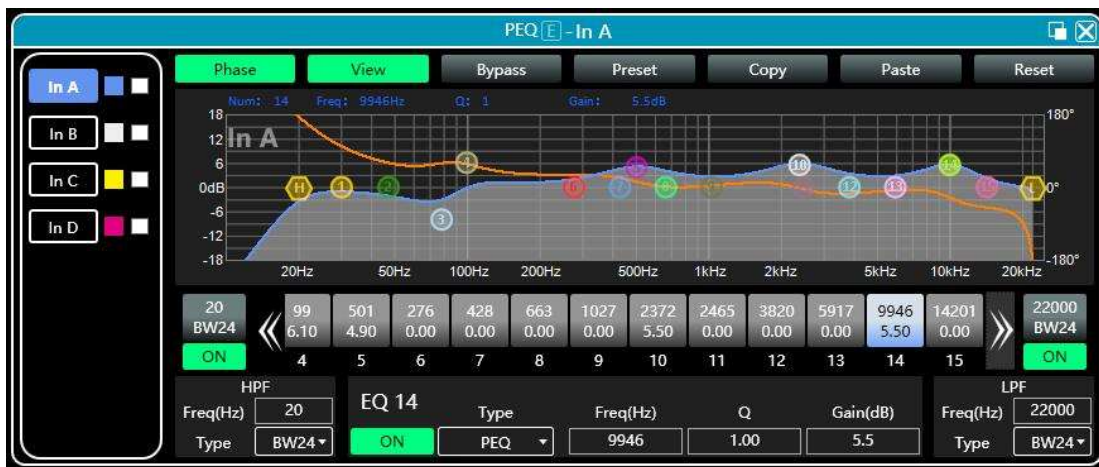 PEQ E - In A
In A
In B
In C
In D
Phase View Bypass Preset Copy Paste Reset
Num: 14 Freq: 9946Hz Q: 1 Gain: 5.5dB
In A
18 180°
12
6
0dB 0°
-6
-12
-18 -180°
H 1 2 3 4 6 7 8 10 12 13 14 15 L
20Hz 50Hz 100Hz 200Hz 500Hz 1kHz 2kHz 5kHz 10kHz 20kHz
20 99 501 276 428 663 1027 2372 2465 3820 5917 9946 14201 22000
BW24 6.10 4.90 0.00 0.00 0.00 0.00 5.50 0.00 0.00 0.00 5.50 0.00 BW24
ON 4 5 6 7 8 9 10 11 12 13 14 15 ON
HPF
Freq(Hz) 20
Type BW24
EQ 14 Type Freq(Hz) Q Gain(dB)
ON PEQ 9946 1.00 5.5
LPF
Freq(Hz) 22000
Type BW24